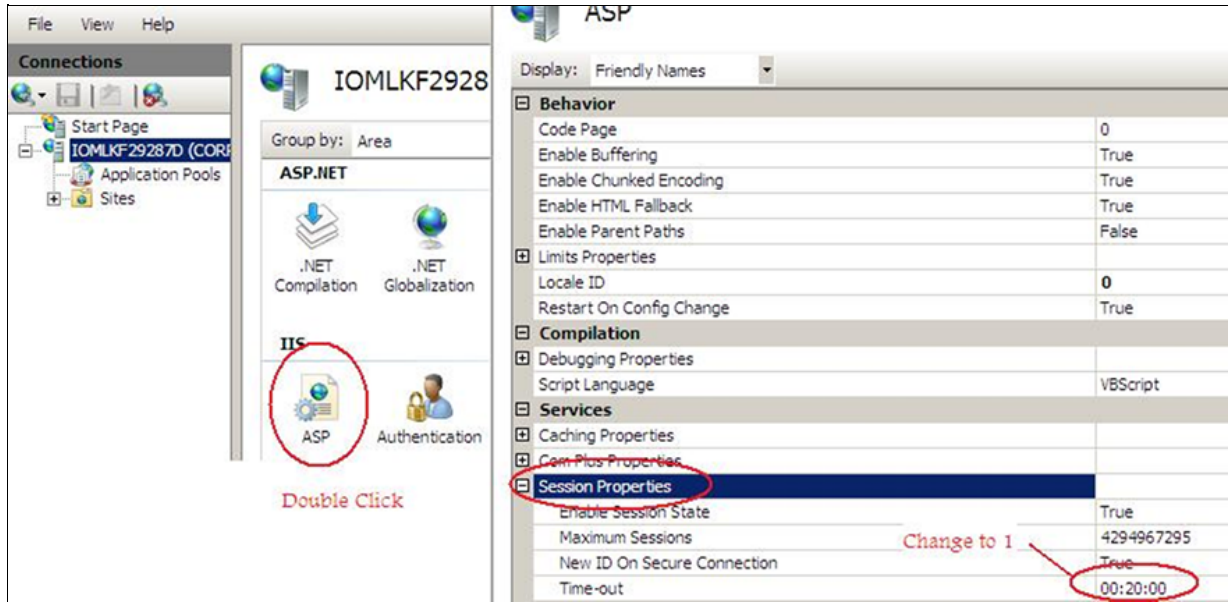 File View Help
Connections
Start Page
IOMLKF29287D (CORP
Application Pools
Sites
IOMLKF2928
Group by: Area
ASP.NET
.NET Compilation
.NET Globalization
IIS
ASP
Authentication
Double Click
ASP
Display: Friendly Names
Behavior
Code Page 0
Enable Buffering True
Enable Chunked Encoding True
Enable HTML Fallback True
Enable Parent Paths False
Limits Properties
Locale ID 0
Restart On Config Change True
Compilation
Debugging Properties
Script Language VBScript
Services
Caching Properties
Com Plus Properties
Session Properties
Enable Session State True
Maximum Sessions 4294967295
Change to 1
New ID On Secure Connection True
Time-out 00:20:00